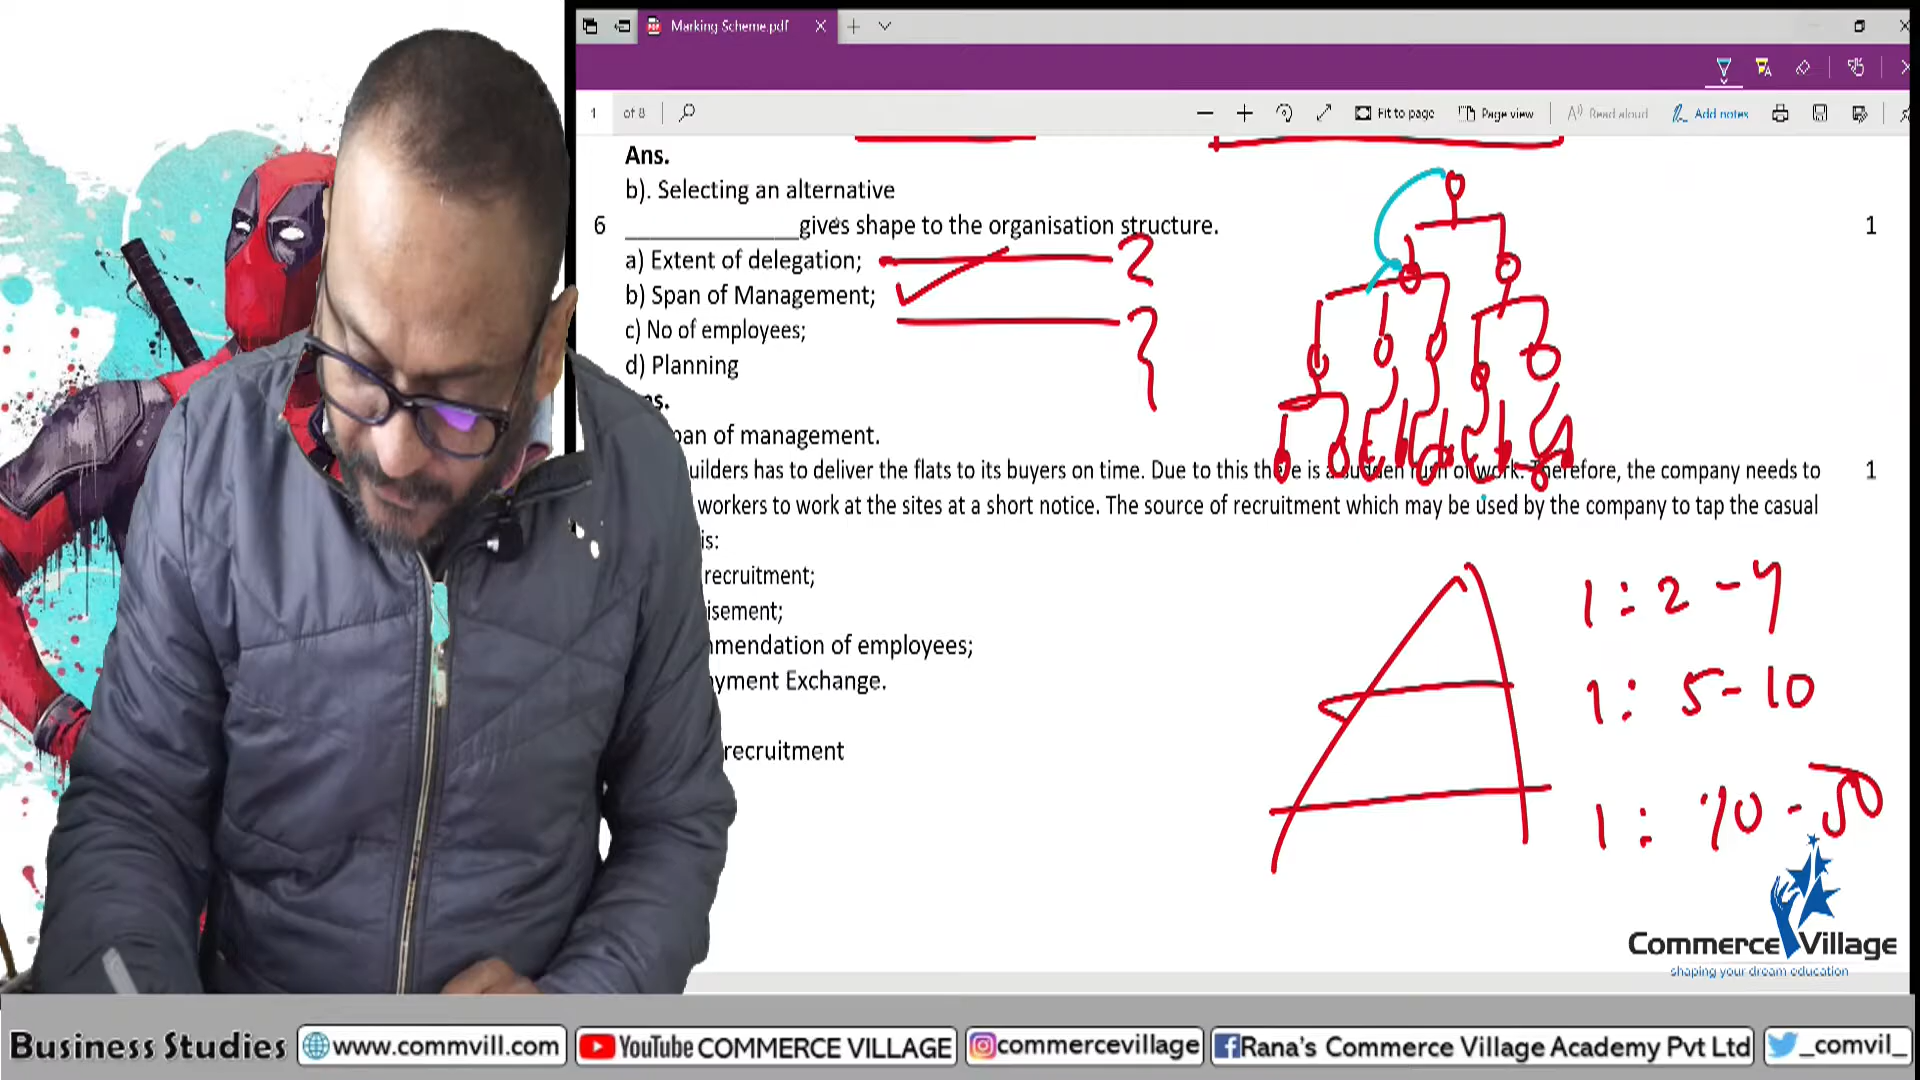 Marking Scheme.pdf
1 of 8
Fit to page
Page view
Read aloud
Add notes
Ans.
b). Selecting an alternative
6 ______________gives shape to the organisation structure. 1
a) Extent of delegation;
b) Span of Management;
c) No of employees;
d) Planning
s.
pan of management.
uilders has to deliver the flats to its buyers on time. Due to this there is a sudden rush of work. Therefore, the company needs to 1
workers to work at the sites at a short notice. The source of recruitment which may be used by the company to tap the casual
is:
recruitment;
isement;
mmendation of employees;
yment Exchange.
recruitment
1 : 2 - 4
1 : 5 - 10
Commerce Village
shaping your dream education
Business Studies
www.commvill.com
YouTube COMMERCE VILLAGE
commercevillage
Rana's Commerce Village Academy Pvt Ltd
_comvil_